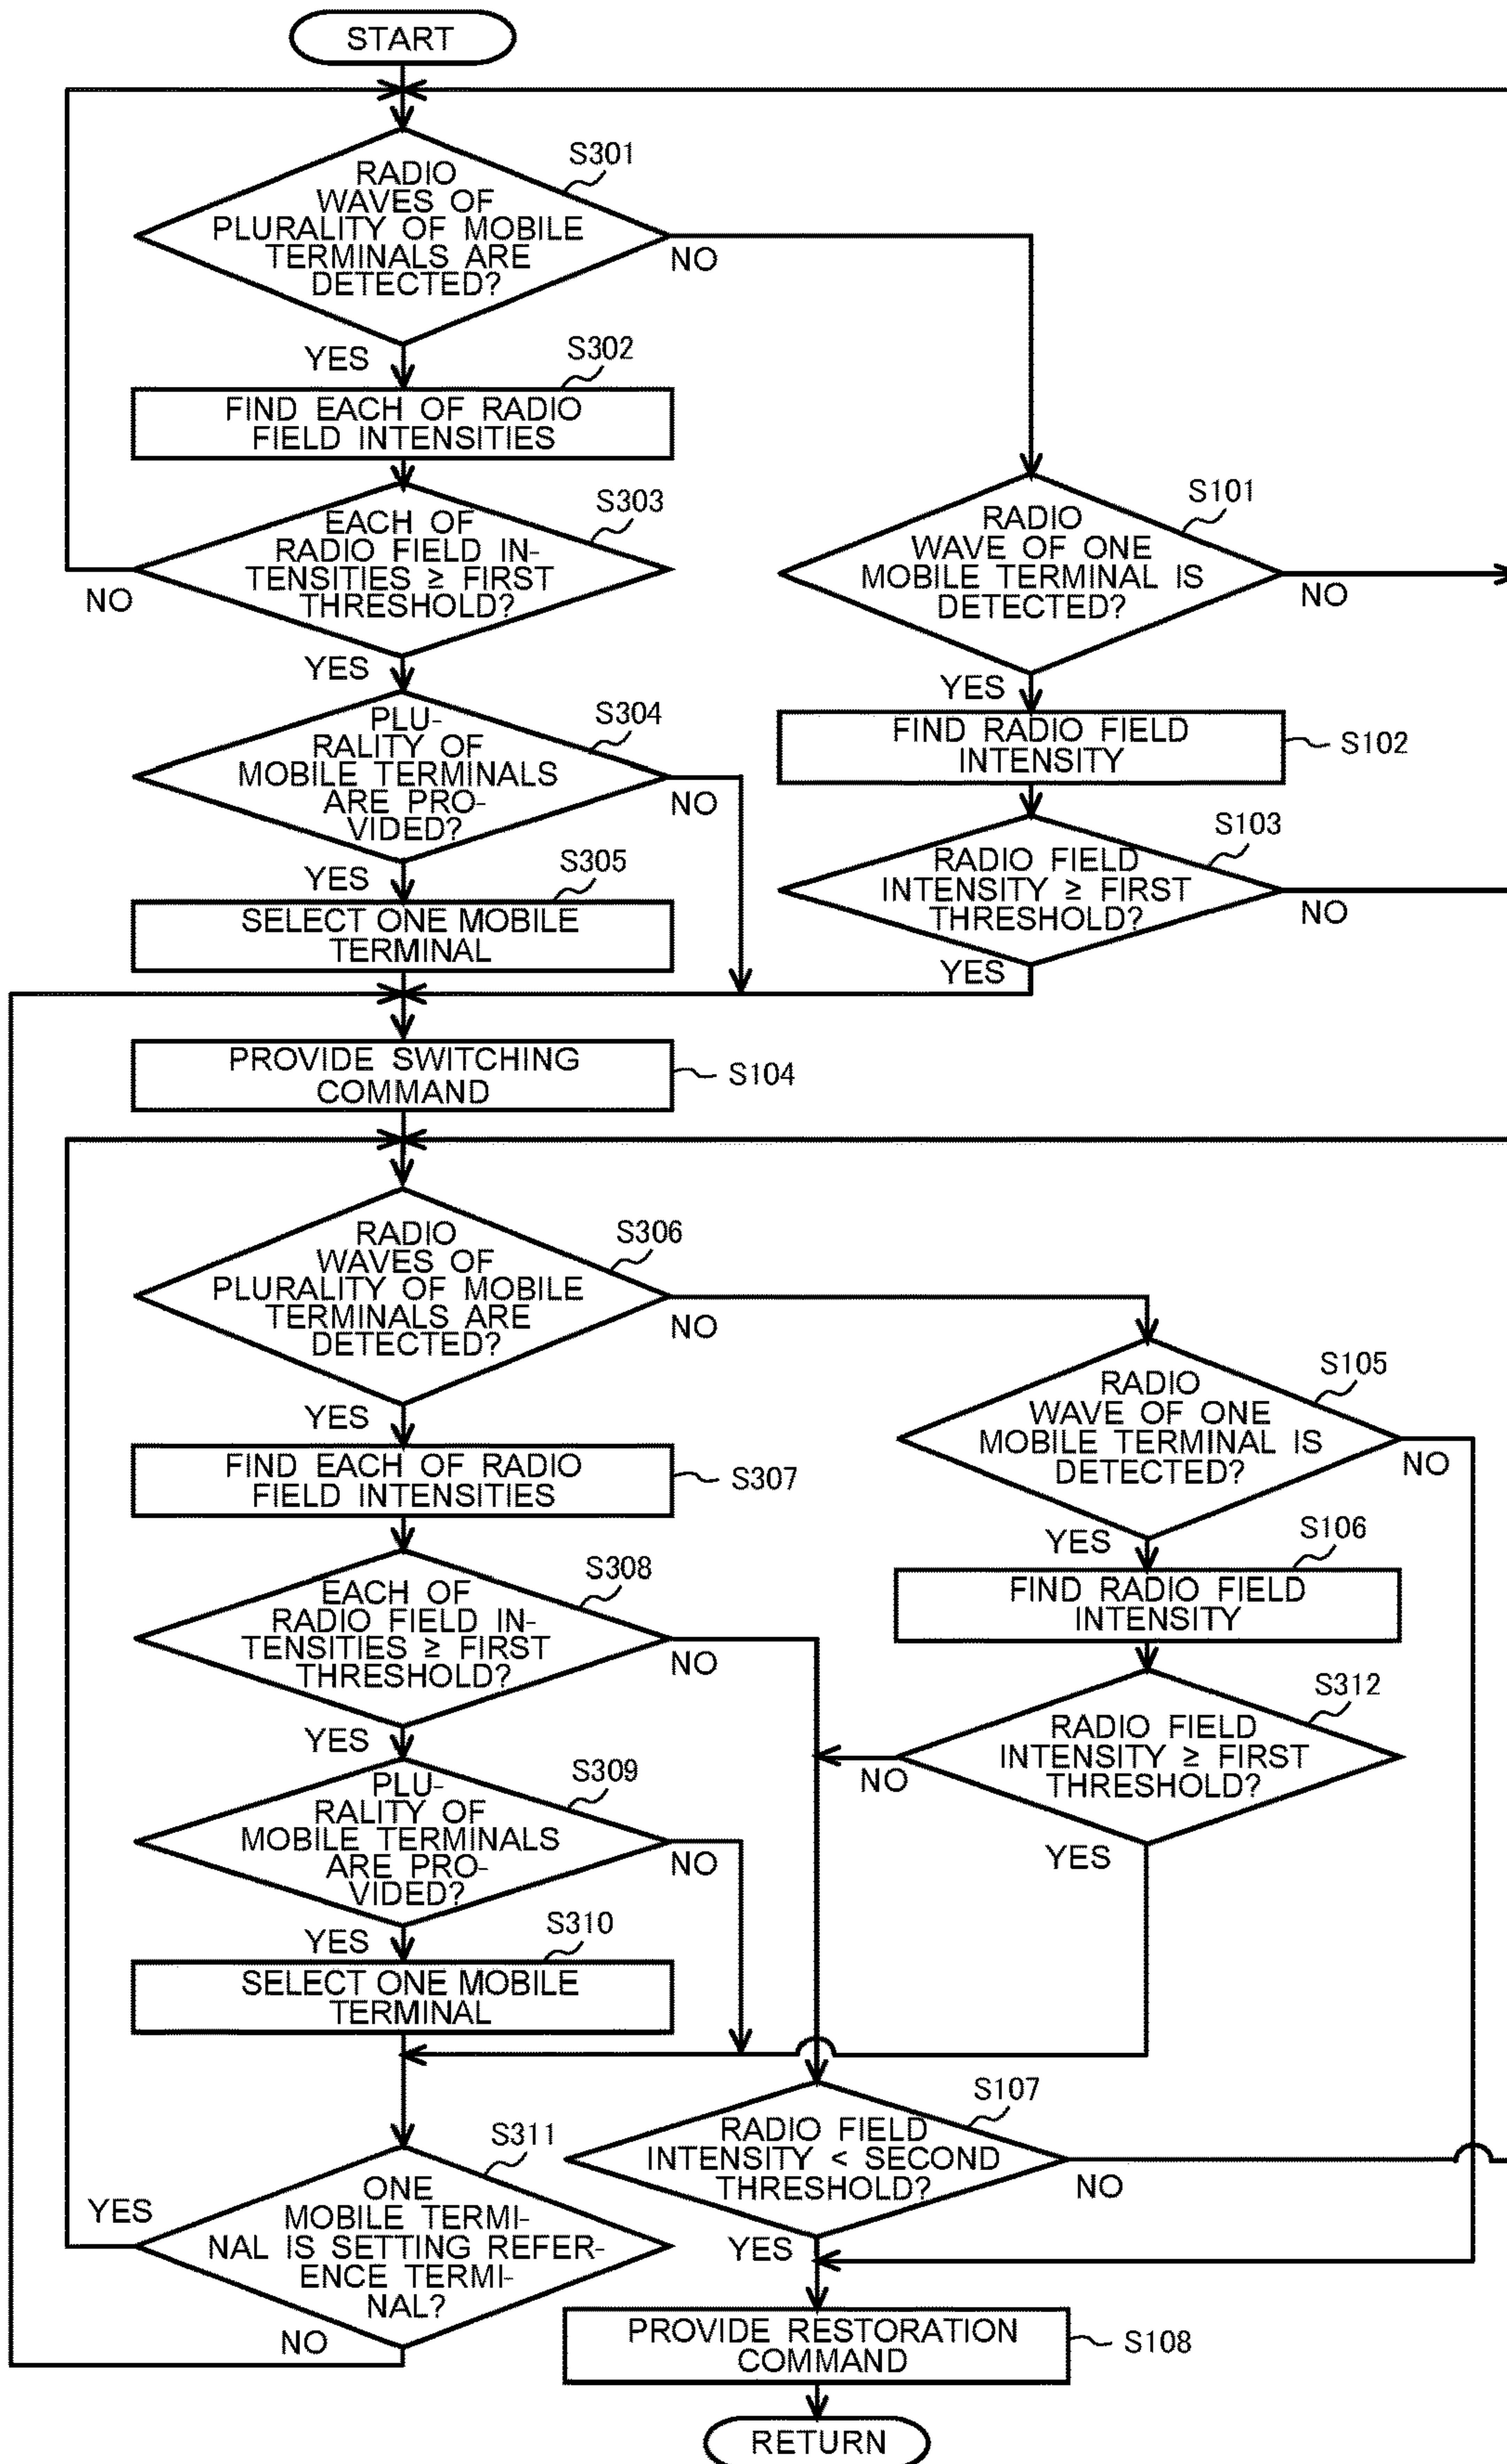 START
S301
RADIO
WAVES OF
PLURALITY OF MOBILE
TERMINALS ARE
DETECTED?
NO
YES
S302
FIND EACH OF RADIO
FIELD INTENSITIES
S303
EACH OF
RADIO FIELD IN-
TENSITIES ≥ FIRST
THRESHOLD?
NO
YES
S101
RADIO
WAVE OF ONE
MOBILE TERMINAL IS
DETECTED?
NO
YES
S304
PLU-
RALITY OF
MOBILE TERMINALS
ARE PRO-
VIDED?
NO
YES
FIND RADIO FIELD
INTENSITY
S102
S305
SELECT ONE MOBILE
TERMINAL
S103
RADIO FIELD
INTENSITY ≥ FIRST
THRESHOLD?
NO
YES
PROVIDE SWITCHING
COMMAND
S104
S306
RADIO
WAVES OF
PLURALITY OF MOBILE
TERMINALS ARE
DETECTED?
NO
YES
S105
RADIO
WAVE OF ONE
MOBILE TERMINAL IS
DETECTED?
NO
YES
FIND EACH OF RADIO
FIELD INTENSITIES
S307
S106
FIND RADIO FIELD
INTENSITY
S308
EACH OF
RADIO FIELD IN-
TENSITIES ≥ FIRST
THRESHOLD?
NO
YES
S312
RADIO FIELD
INTENSITY ≥ FIRST
THRESHOLD?
NO
YES
S309
PLU-
RALITY OF
MOBILE TERMINALS
ARE PRO-
VIDED?
NO
YES
S310
SELECT ONE MOBILE
TERMINAL
S107
RADIO FIELD
INTENSITY < SECOND
THRESHOLD?
NO
YES
S311
ONE
MOBILE TERMI-
NAL IS SETTING REFER-
ENCE TERMI-
NAL?
YES
NO
PROVIDE RESTORATION
COMMAND
S108
RETURN